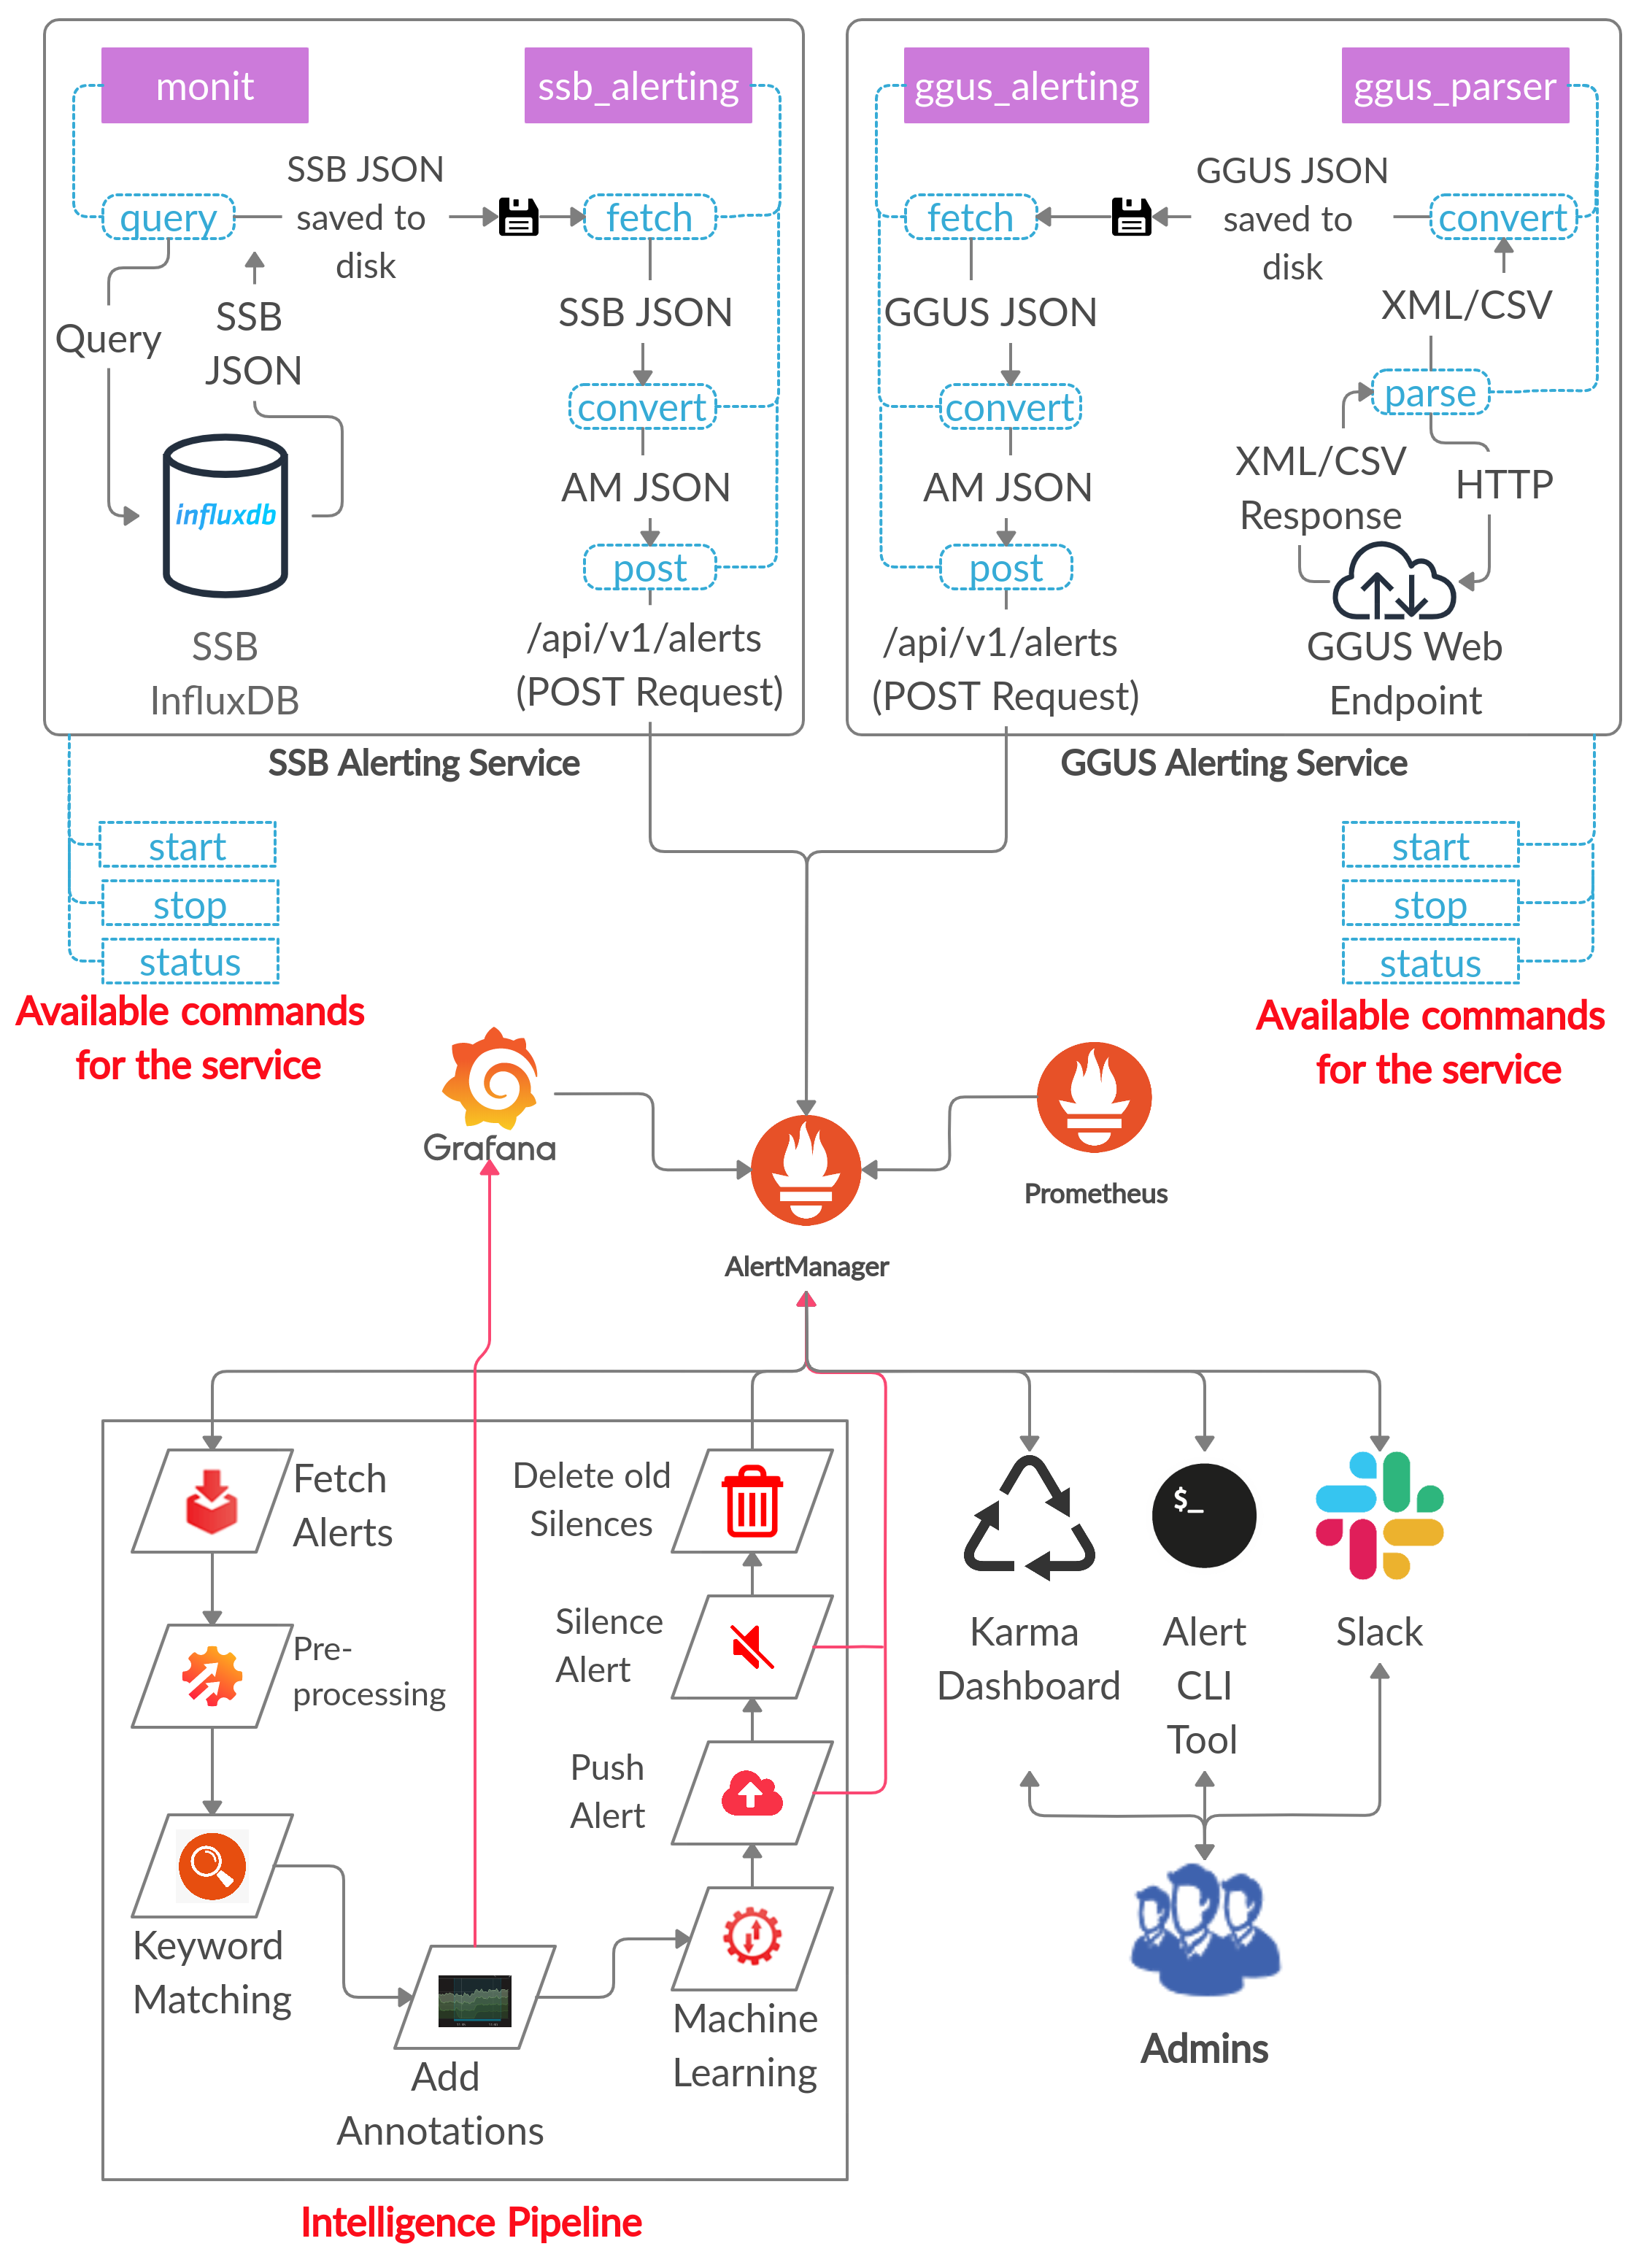 monit
ssb_alerting
query
SSB JSON
saved to
disk
fetch
Query
SSB
JSON
SSB JSON
convert
influxdb
AM JSON
post
SSB
InfluxDB
/api/v1/alerts
(POST Request)
SSB Alerting Service
ggus_alerting
ggus_parser
fetch
GGUS JSON
saved to
disk
convert
GGUS JSON
XML/CSV
convert
parse
XML/CSV
Response
HTTP
AM JSON
post
GGUS Web
Endpoint
/api/v1/alerts
(POST Request)
GGUS Alerting Service
start
stop
status
Available commands
for the service
start
stop
status
Available commands
for the service
Grafana
Prometheus
AlertManager
Fetch
Alerts
Delete old
Silences
Pre-
processing
Silence
Alert
Push
Alert
Keyword
Matching
Add
Annotations
Machine
Learning
Intelligence Pipeline
$_
Karma
Dashboard
Alert
CLI
Tool
Slack
Admins